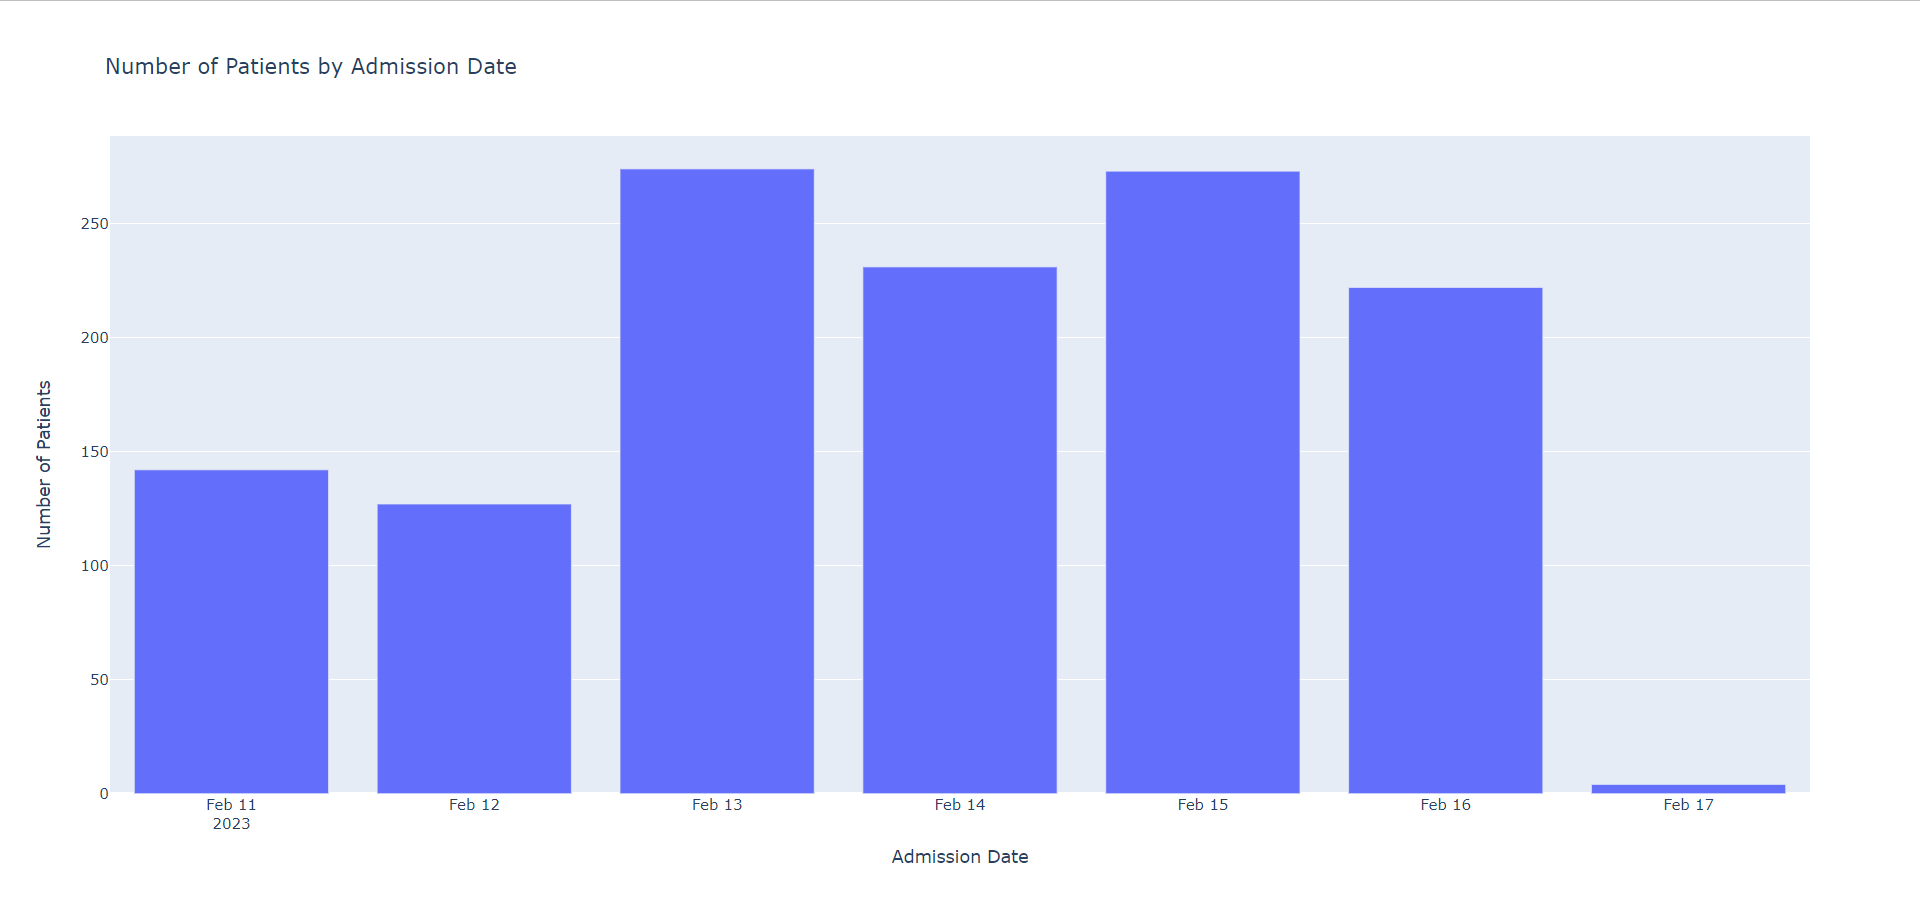 Number of Patients by Admission Date
Number of Patients
250
200
150
100
50
0
Feb 11
2023
Feb 12
Feb 13
Feb 14
Feb 15
Feb 16
Feb 17
Admission Date